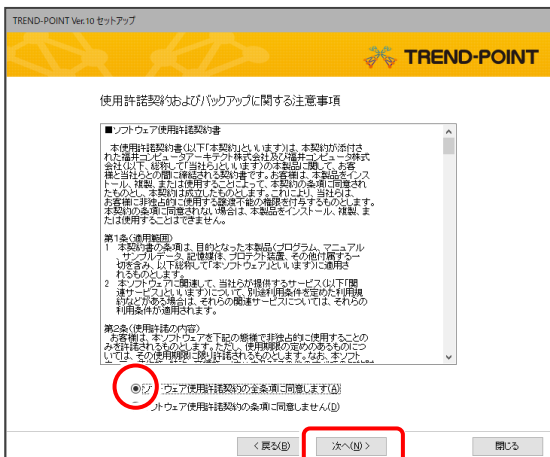 TREND-POINT Ver.10 セットアップ
TREND-POINT
使用許諾契約およびバックアップに関する注意事項
■ソフトウェア使用許諾契約書
本使用許諾契約書(以下「本契約」といいます)は、本契約が添付さ
れた福井コンピュータアーキテクト株式会社及び福井コンピュータ株式
会社(以下、総称して「当社ら」といいます)の本製品に関して、お客
様と当社らとの間に締結される契約書です。お客様は、本製品をインス
トール、複製、または使用することによって、本契約の条項に同意され
たものとし、本契約は成立したものとします。これにより、当社らは、
お客様に非独占的に使用する譲渡不能の権限を付与するものとします。
本契約の条項に同意されない場合は、本製品をインストール、複製、ま
たは使用することはできません。
第1条(適用範囲)
1 本契約書の条項は、目的となった本製品(プログラム、マニュアル
、サンプルデータ、記憶媒体、プロテクト装置、その他付属する一
切を含み、以下総称して「本ソフトウェア」といいます)に適用さ
れるものとします。
2 本ソフトウェアに関連して、当社らが提供するサービス(以下「関
連サービス」といいます)について、別途利用条件を定めた利用規
約などがある場合は、それらの関連サービスについては、それらの
利用条件が適用されます。
第2条(使用許諾の内容)
お客様は、本ソフトウェアを下記の態様で非独占的に使用することの
みを許諾されるものとします。ただし、使用期限の定めのあるものにつ
いては、その使用期限に限り許諾されるものとします。なお、本ソフト
ウェア使用許諾契約の全条項に同意します(A)
フトウェア使用許諾契約の条項に同意しません(D)
< 戻る(B)
次へ(N) >
閉じる